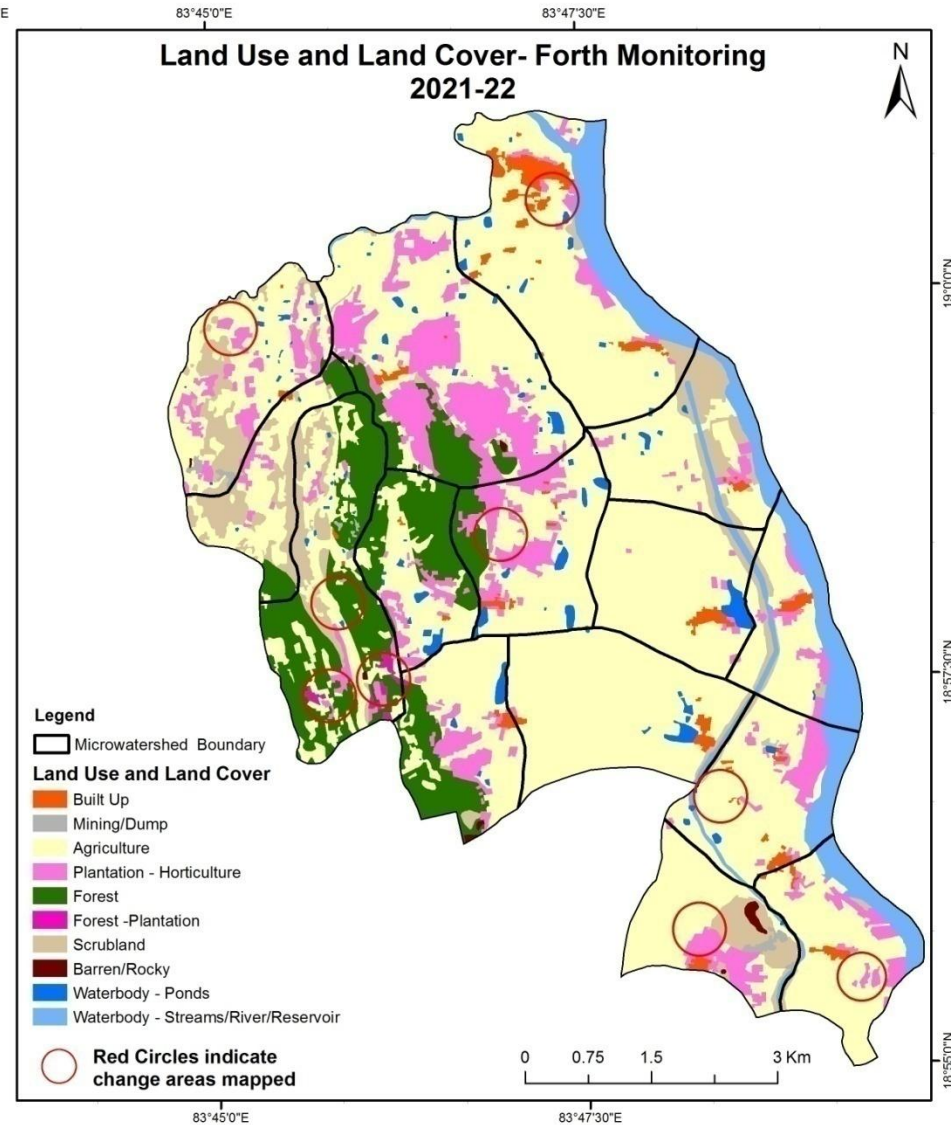 E
83°45'0"E
83°47'30"E
Land Use and Land Cover- Forth Monitoring
2021-22
N
19°0'0"N
18°57'30"N
Legend
Microwatershed Boundary
Land Use and Land Cover
Built Up
Mining/Dump
Agriculture
Plantation - Horticulture
Forest
Forest -Plantation
Scrubland
Barren/Rocky
Waterbody - Ponds
Waterbody - Streams/River/Reservoir
Red Circles indicate
change areas mapped
0 0.75 1.5 3 Km
18°55'0"N
83°45'0"E
83°47'30"E